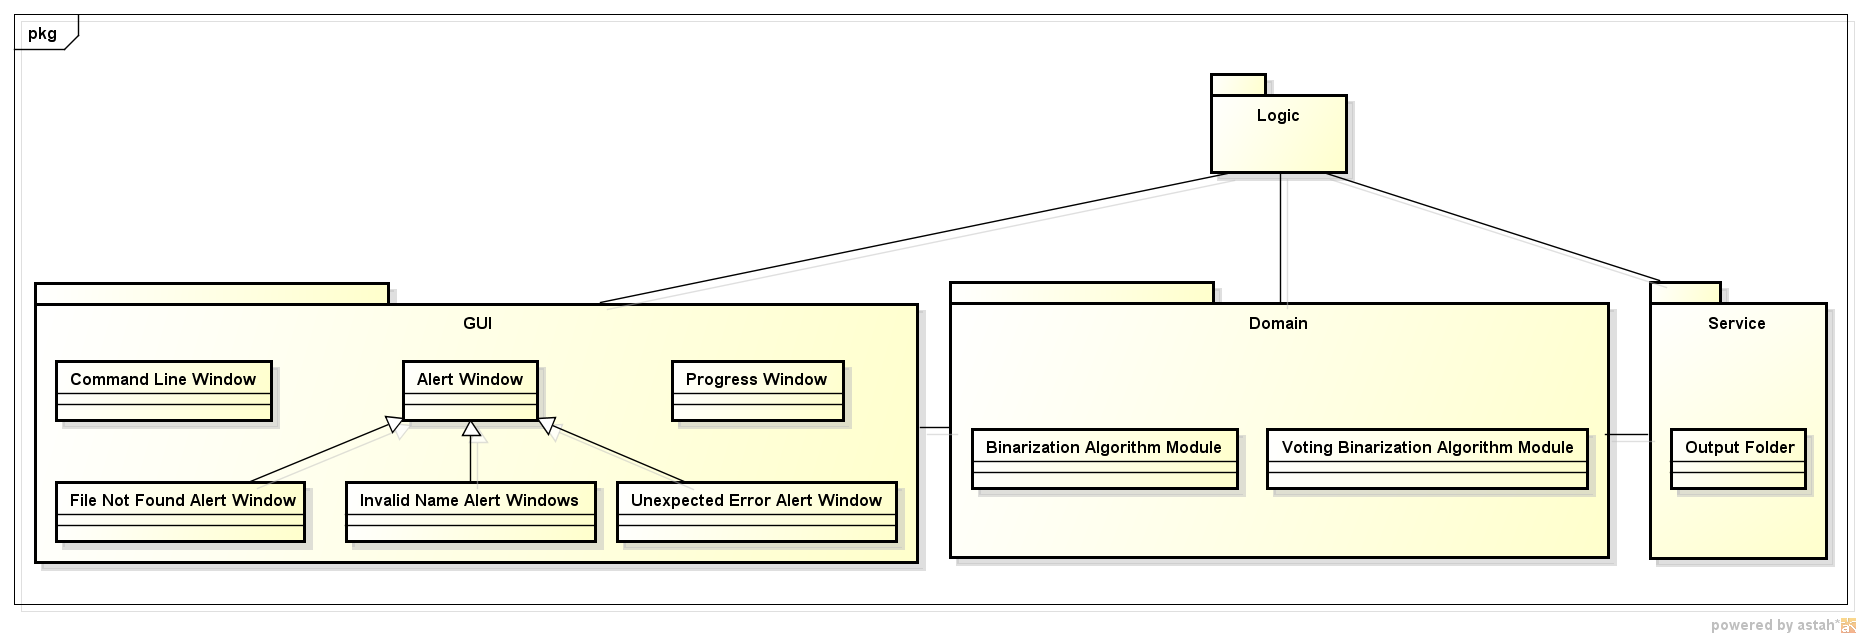 pkg
Logic
GUI
Domain
Service
Command Line Window
Alert Window
Progress Window
Binarization Algorithm Module
Voting Binarization Algorithm Module
Output Folder
File Not Found Alert Window
Invalid Name Alert Windows
Unexpected Error Alert Window
powered by astah*